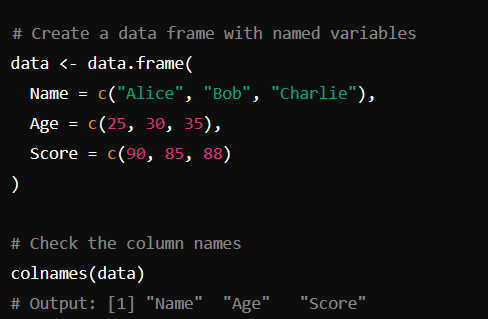 # Create a data frame with named variables
data <- data.frame(
  Name = c("Alice", "Bob", "Charlie"),
  Age = c(25, 30, 35),
  Score = c(90, 85, 88)
)
# Check the column names
colnames(data)
# Output: [1] "Name"  "Age"   "Score"